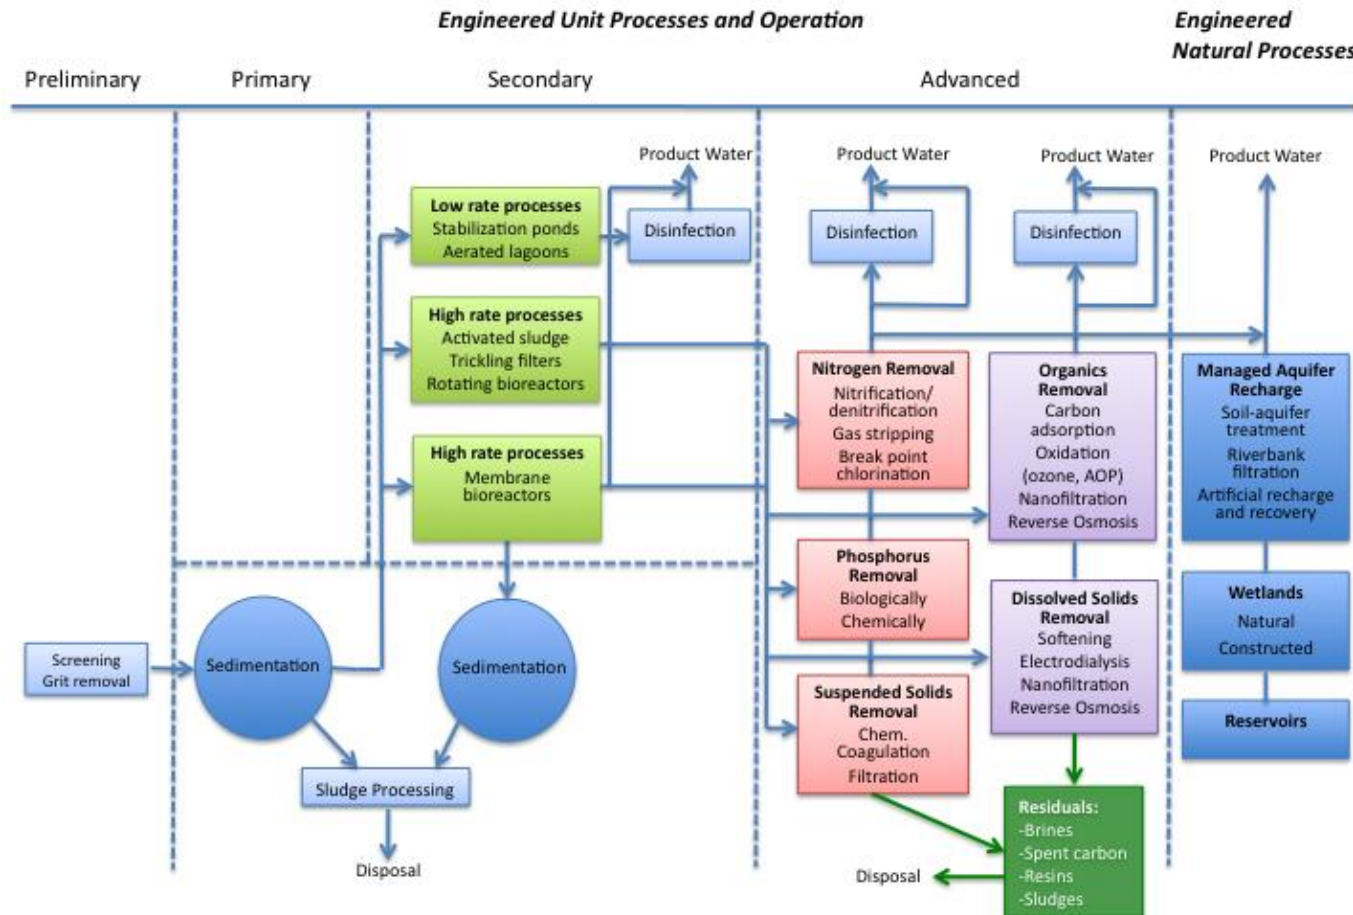 Engineered Unit Processes and Operation
Engineered
Natural Processes
Preliminary
Primary
Secondary
Advanced
Screening
Grit removal
Sedimentation
Sludge Processing
Disposal
Low rate processes
Stabilization ponds
Aerated lagoons
High rate processes
Activated sludge
Trickling filters
Rotating bioreactors
High rate processes
Membrane
bioreactors
Sedimentation
Product Water
Disinfection
Product Water
Disinfection
Nitrogen Removal
Nitrification/
denitrification
Gas stripping
Break point
chlorination
Phosphorus
Removal
Biologically
Chemically
Suspended Solids
Removal
Chem.
Coagulation
Filtration
Product Water
Disinfection
Organics
Removal
Carbon
adsorption
Oxidation
(ozone, AOP)
Nanofiltration
Reverse Osmosis
Dissolved Solids
Removal
Softening
Electrodialysis
Nanofiltration
Reverse Osmosis
Residuals:
-Brines
-Spent carbon
-Resins
-Sludges
Disposal
Product Water
Managed Aquifer
Recharge
Soil-aquifer
treatment
Riverbank
filtration
Artificial recharge
and recovery
Wetlands
Natural
Constructed
Reservoirs